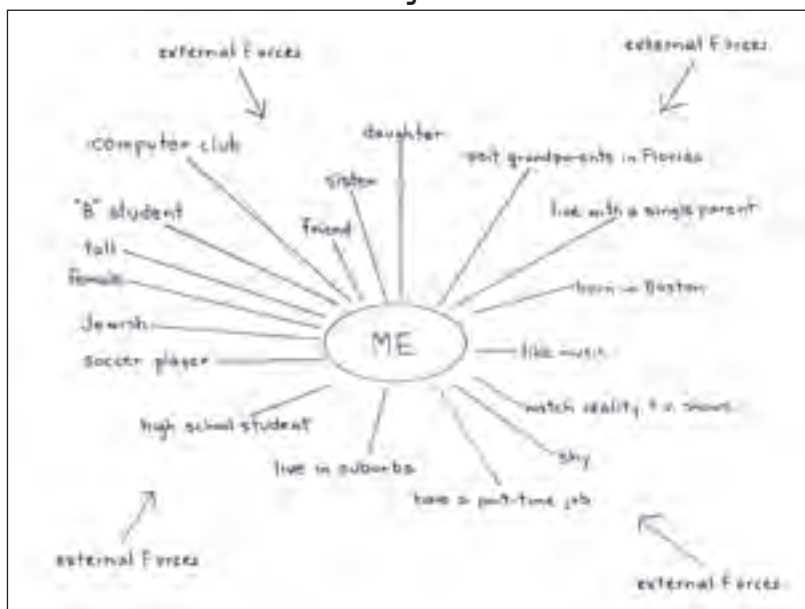 external Forces
external Forces
computer club
daughter
visit grandparents in Florida
sister
"B" student
live with a single parent
friend
tall
female
born in Boston
Jewish
ME
like music
soccer player
watch reality t.v. shows
high school student
shy
live in suburbs
have a part-time job
external Forces
external Forces